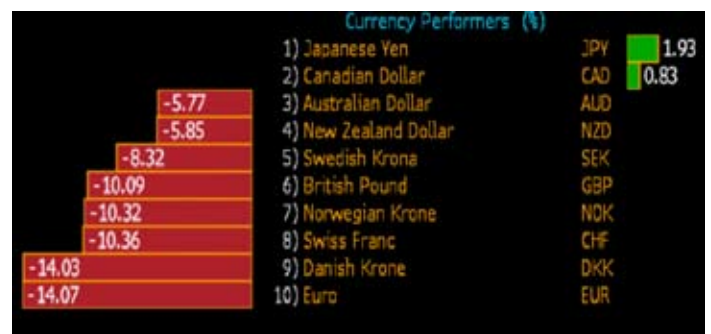 Currency Performers (%)
1) Japanese Yen JPY 1.93
2) Canadian Dollar CAD 0.83
-5.77 3) Australian Dollar AUD
-5.85 4) New Zealand Dollar NZD
-8.32 5) Swedish Krona SEK
-10.09 6) British Pound GBP
-10.32 7) Norwegian Krone NOK
-10.36 8) Swiss Franc CHF
-14.03 9) Danish Krone DKK
-14.07 10) Euro EUR